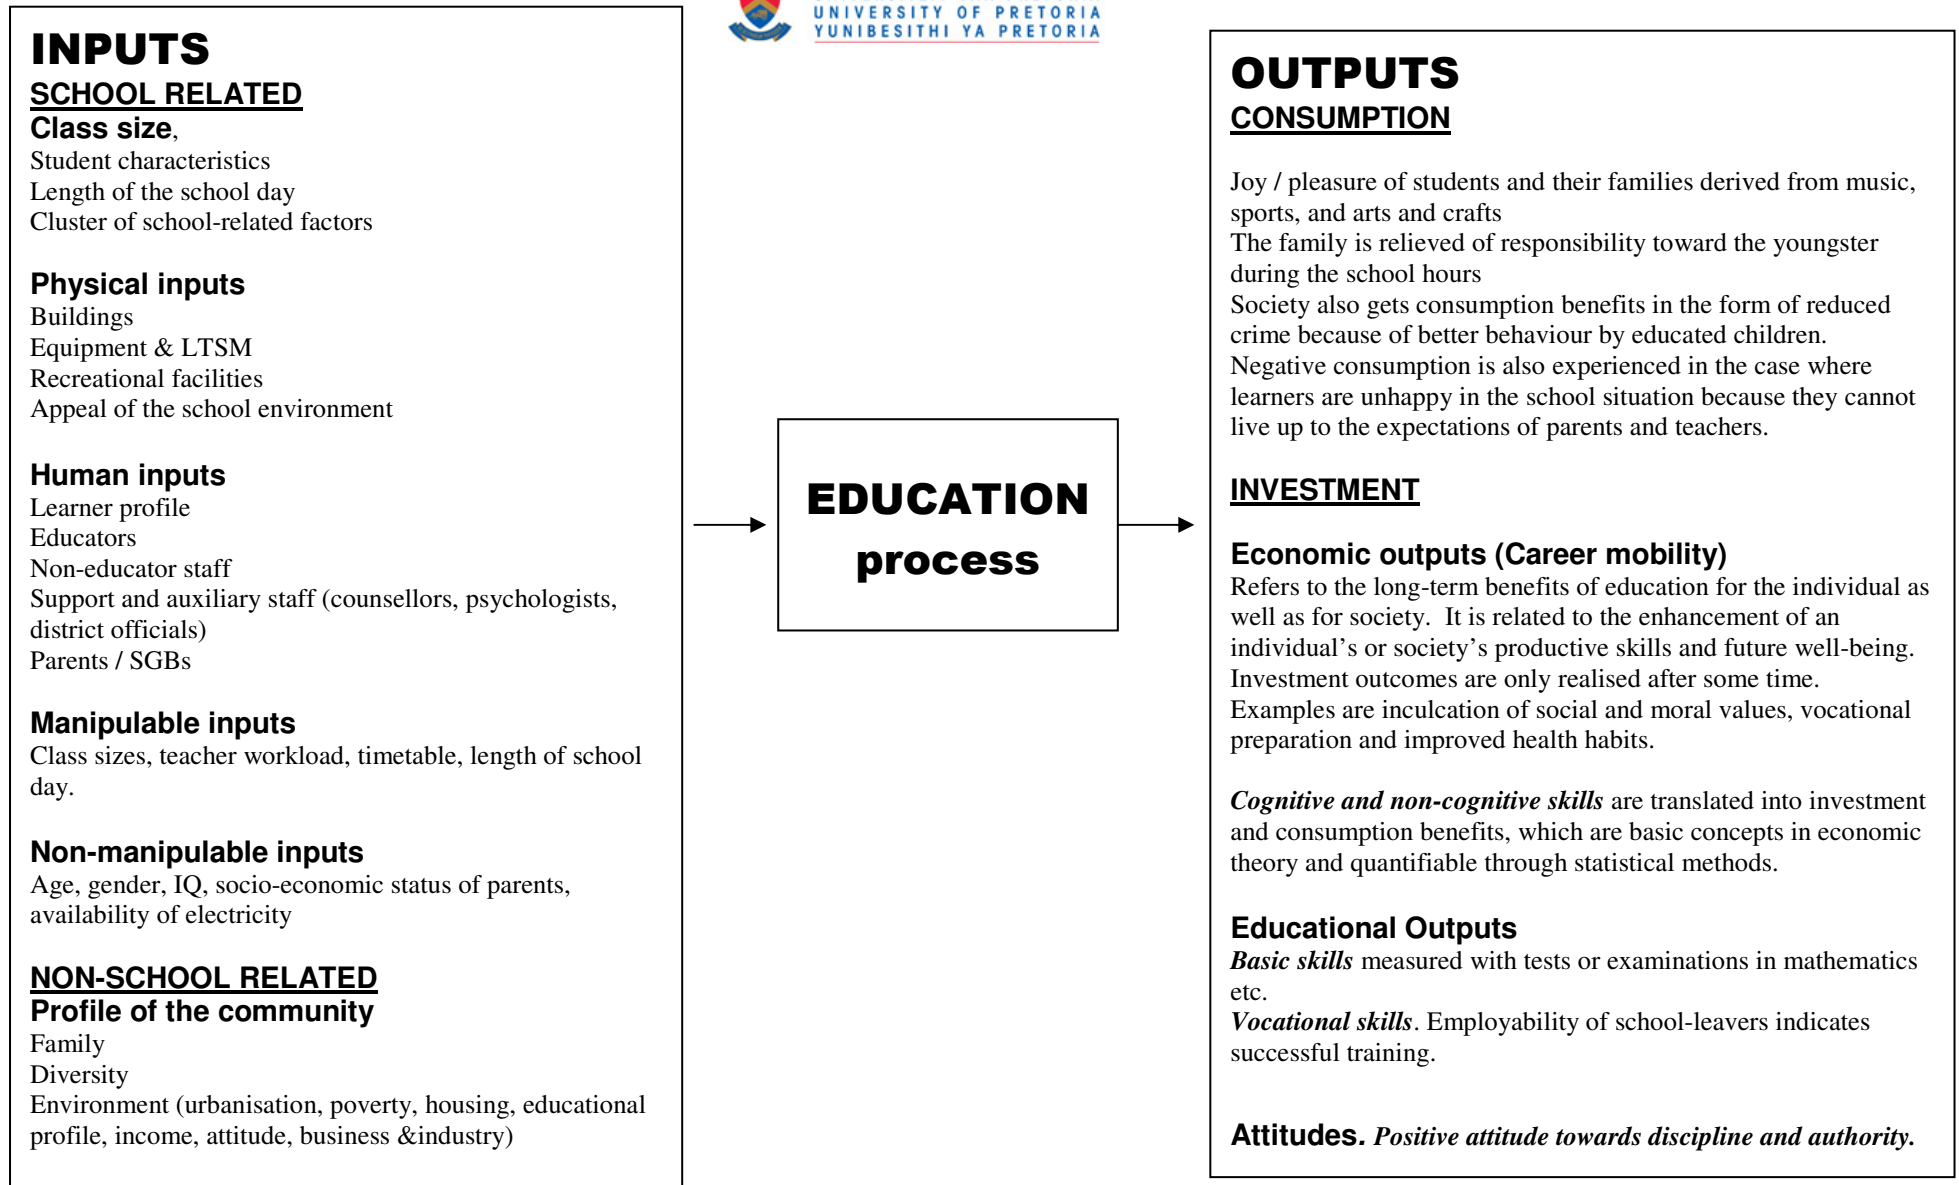 UNIVERSITY OF PRETORIA
YUNIBESITHI YA PRETORIA
INPUTS
SCHOOL RELATED
Class size,
Student characteristics
Length of the school day
Cluster of school-related factors
Physical inputs
Buildings
Equipment & LTSM
Recreational facilities
Appeal of the school environment
Human inputs
Learner profile
Educators
Non-educator staff
Support and auxiliary staff (counsellors, psychologists,
district officials)
Parents / SGBs
Manipulable inputs
Class sizes, teacher workload, timetable, length of school
day.
Non-manipulable inputs
Age, gender, IQ, socio-economic status of parents,
availability of electricity
NON-SCHOOL RELATED
Profile of the community
Family
Diversity
Environment (urbanisation, poverty, housing, educational
profile, income, attitude, business &industry)
EDUCATION
process
OUTPUTS
CONSUMPTION
Joy / pleasure of students and their families derived from music,
sports, and arts and crafts
The family is relieved of responsibility toward the youngster
during the school hours
Society also gets consumption benefits in the form of reduced
crime because of better behaviour by educated children.
Negative consumption is also experienced in the case where
learners are unhappy in the school situation because they cannot
live up to the expectations of parents and teachers.
INVESTMENT
Economic outputs (Career mobility)
Refers to the long-term benefits of education for the individual as
well as for society.  It is related to the enhancement of an
individual’s or society’s productive skills and future well-being.
Investment outcomes are only realised after some time.
Examples are inculcation of social and moral values, vocational
preparation and improved health habits.
Cognitive and non-cognitive skills are translated into investment
and consumption benefits, which are basic concepts in economic
theory and quantifiable through statistical methods.
Educational Outputs
Basic skills measured with tests or examinations in mathematics
etc.
Vocational skills. Employability of school-leavers indicates
successful training.
Attitudes. Positive attitude towards discipline and authority.